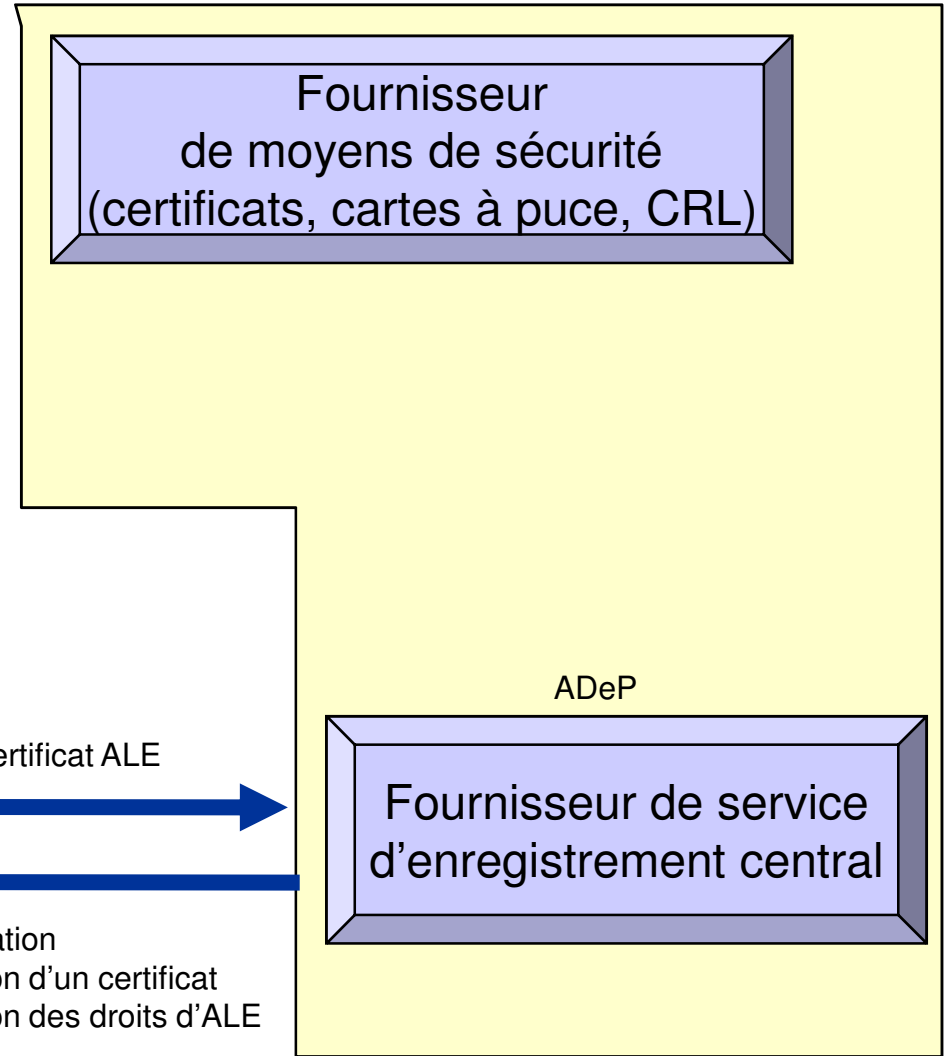 Fournisseur
de moyens de sécurité
(certificats, cartes à puce, CRL)
ADeP
ertificat ALE
Fournisseur de service
d'enregistrement central
ation
on d'un certificat
on des droits d'ALE